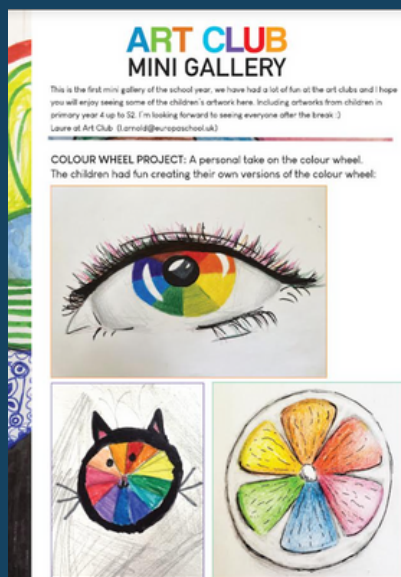 ART CLUB
MINI GALLERY
This is the first mini gallery of the school year, we have had a lot of fun at the art clubs and I hope
you will enjoy seeing some of the children's artwork here. Including artworks from children in
primary year 4 up to S2. I'm looking forward to seeing everyone after the break :)
Laure at Art Club (l.arnold@europaschool.uk)
COLOUR WHEEL PROJECT: A personal take on the colour wheel.
The children had fun creating their own versions of the colour wheel: